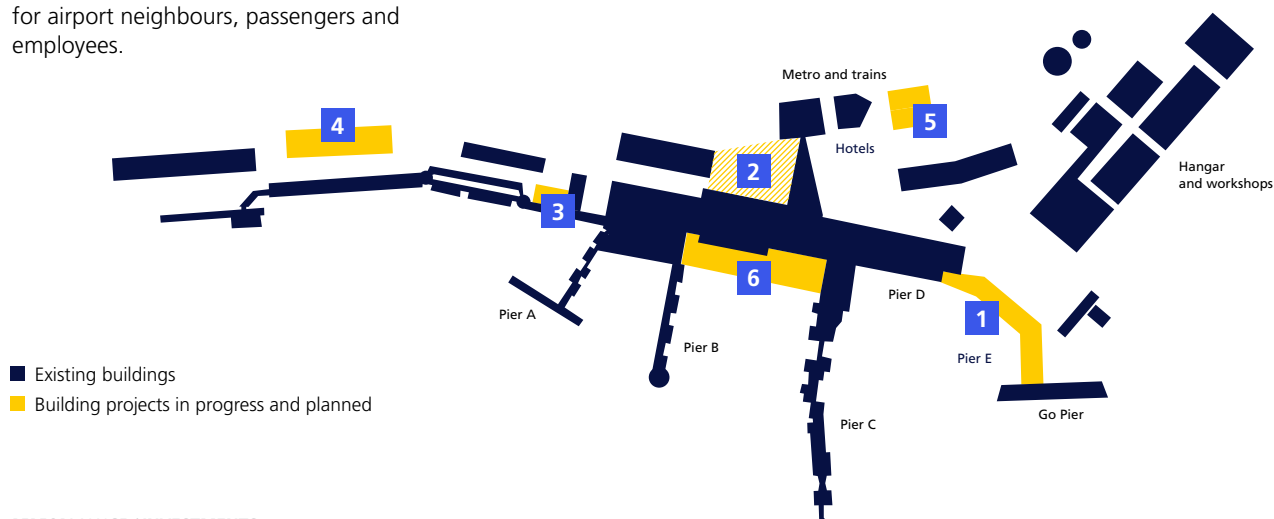 for airport neighbours, passengers and
employees.
Metro and trains
4
5
Hotels
2
Hangar
and workshops
3
6
Pier D
Pier A
1
Pier B
Pier E
Existing buildings
Building projects in progress and planned
Go Pier
Pier C